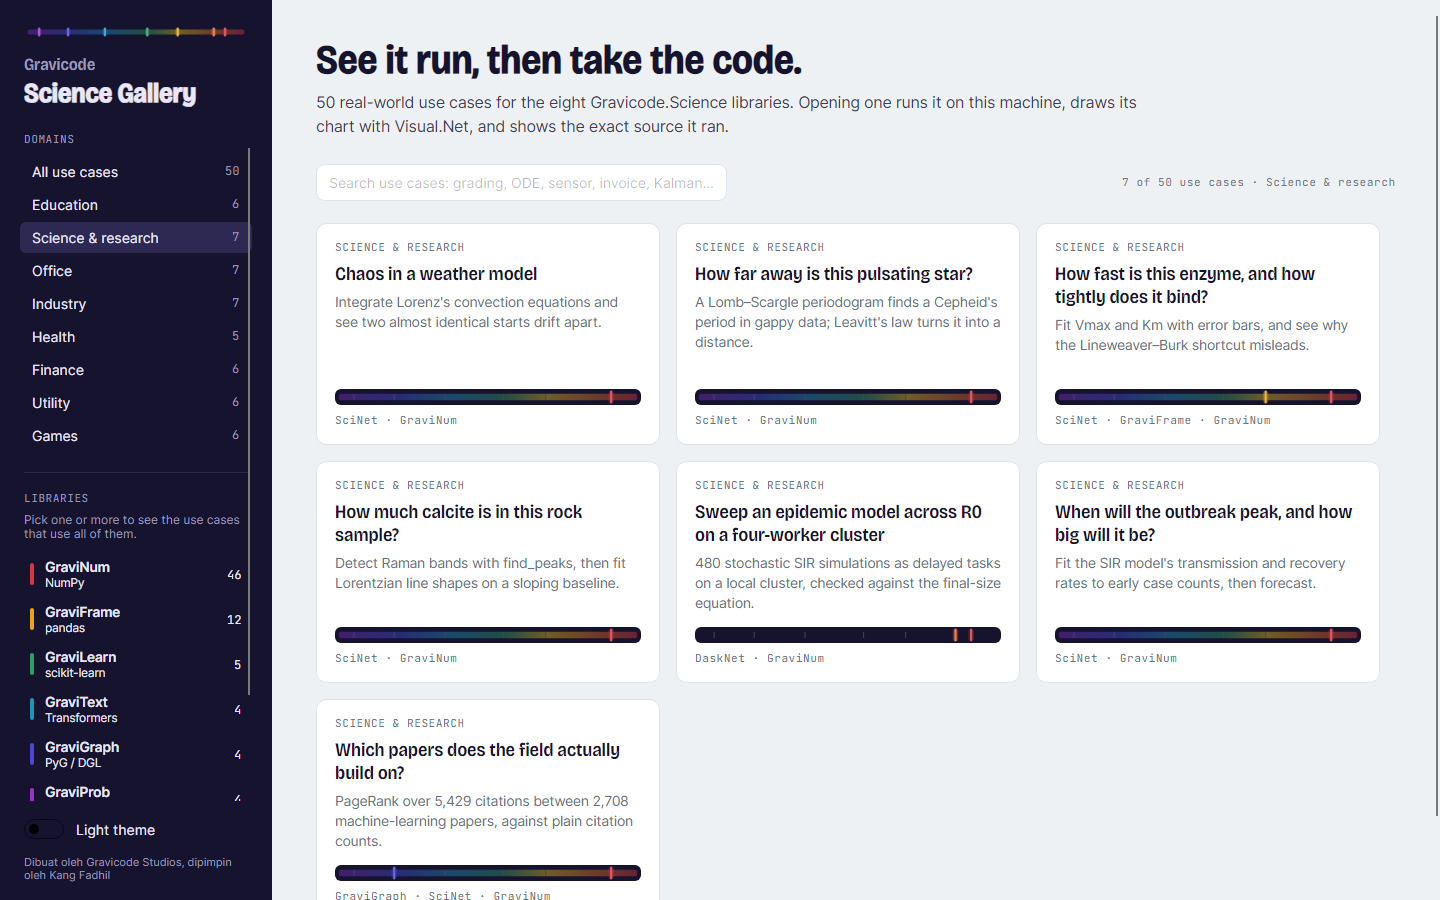 Gravicode
Science Gallery
DOMAINS
All use cases 50
Education 6
Science & research 7
Office 7
Industry 7
Health 5
Finance 6
Utility 6
Games 6
LIBRARIES
Pick one or more to see the use cases
that use all of them.
GraviNum
NumPy
46
GraviFrame
pandas
12
GraviLearn
scikit-learn
5
GraviText
Transformers
4
GraviGraph
PyG / DGL
4
GraviProb
Light theme
Dibuat oleh Gravicode Studios, dipimpin
oleh Kang Fadhil
See it run, then take the code.
50 real-world use cases for the eight Gravicode.Science libraries. Opening one runs it on this machine, draws its
chart with Visual.Net, and shows the exact source it ran.
Search use cases: grading, ODE, sensor, invoice, Kalman...
7 of 50 use cases · Science & research
SCIENCE & RESEARCH
Chaos in a weather model
Integrate Lorenz's convection equations and
see two almost identical starts drift apart.
SciNet · GraviNum
SCIENCE & RESEARCH
How far away is this pulsating star?
A Lomb–Scargle periodogram finds a Cepheid's
period in gappy data; Leavitt's law turns it into a
distance.
SciNet · GraviNum
SCIENCE & RESEARCH
How fast is this enzyme, and how
tightly does it bind?
Fit Vmax and Km with error bars, and see why
the Lineweaver–Burk shortcut misleads.
SciNet · GraviFrame · GraviNum
SCIENCE & RESEARCH
How much calcite is in this rock
sample?
Detect Raman bands with find_peaks, then fit
Lorentzian line shapes on a sloping baseline.
SciNet · GraviNum
SCIENCE & RESEARCH
Sweep an epidemic model across R0
on a four-worker cluster
480 stochastic SIR simulations as delayed tasks
on a local cluster, checked against the final-size
equation.
DaskNet · GraviNum
SCIENCE & RESEARCH
When will the outbreak peak, and how
big will it be?
Fit the SIR model's transmission and recovery
rates to early case counts, then forecast.
SciNet · GraviNum
SCIENCE & RESEARCH
Which papers does the field actually
build on?
PageRank over 5,429 citations between 2,708
machine-learning papers, against plain citation
counts.
GraviGraph · SciNet · GraviNum